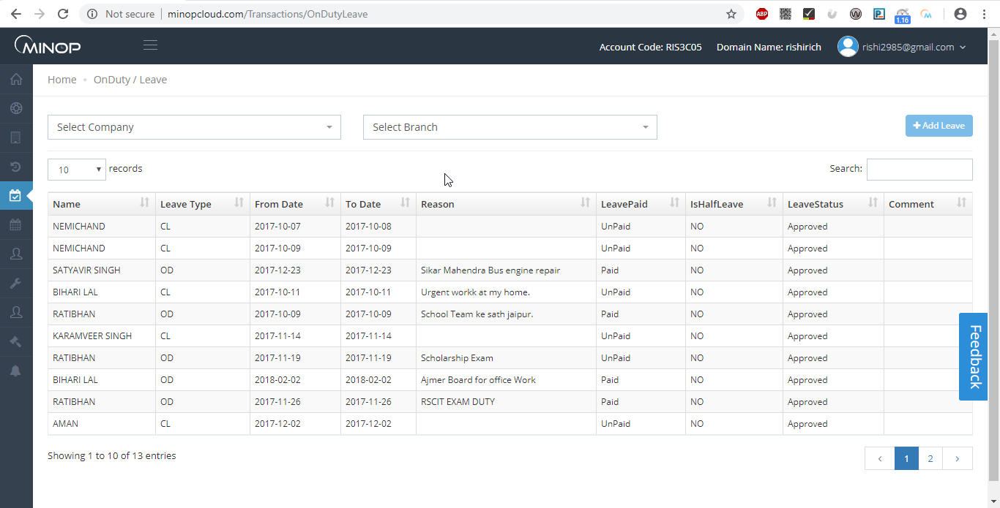 Not secure | minopcloud.com/Transactions/OnDutyLeave
ABP
W
P
1.16
MINOP
Account Code: RIS3C05 Domain Name: rishirich rishi2985@gmail.com
Home • OnDuty / Leave
Select Company Select Branch + Add Leave
10 records Search:
Name Leave Type From Date To Date Reason LeavePaid IsHalfLeave LeaveStatus Comment
NEMICHAND CL 2017-10-07 2017-10-08 UnPaid NO Approved
NEMICHAND CL 2017-10-09 2017-10-09 UnPaid NO Approved
SATYAVIR SINGH OD 2017-12-23 2017-12-23 Sikar Mahendra Bus engine repair Paid NO Approved
BIHARI LAL CL 2017-10-11 2017-10-11 Urgent workk at my home. UnPaid NO Approved
RATIBHAN OD 2017-10-09 2017-10-09 School Team ke sath jaipur. Paid NO Approved
KARAMVEER SINGH CL 2017-11-14 2017-11-14 UnPaid NO Approved
RATIBHAN OD 2017-11-19 2017-11-19 Scholarship Exam UnPaid NO Approved
BIHARI LAL OD 2018-02-02 2018-02-02 Ajmer Board for office Work Paid NO Approved
RATIBHAN OD 2017-11-26 2017-11-26 RSCIT EXAM DUTY Paid NO Approved
AMAN CL 2017-12-02 2017-12-02 UnPaid NO Approved
Feedback
Showing 1 to 10 of 13 entries
‹ 1 2 ›